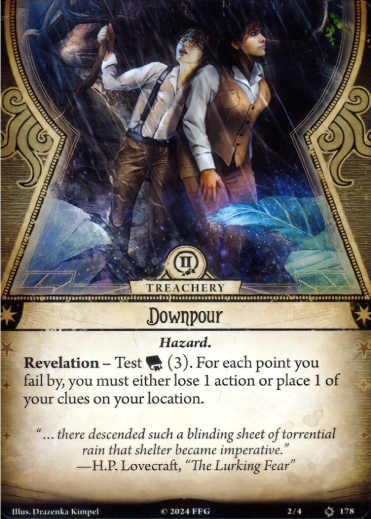 II
TREACHERY
Downpour
Hazard.
Revelation – Test (3). For each point you
fail by, you must either lose 1 action or place 1 of
your clues on your location.
“… there descended such a blinding sheet of torrential
rain that shelter became imperative.”
—H.P. Lovecraft, “The Lurking Fear”
Illus. Drazenka Kimpel © 2024 FFG 2/4 178